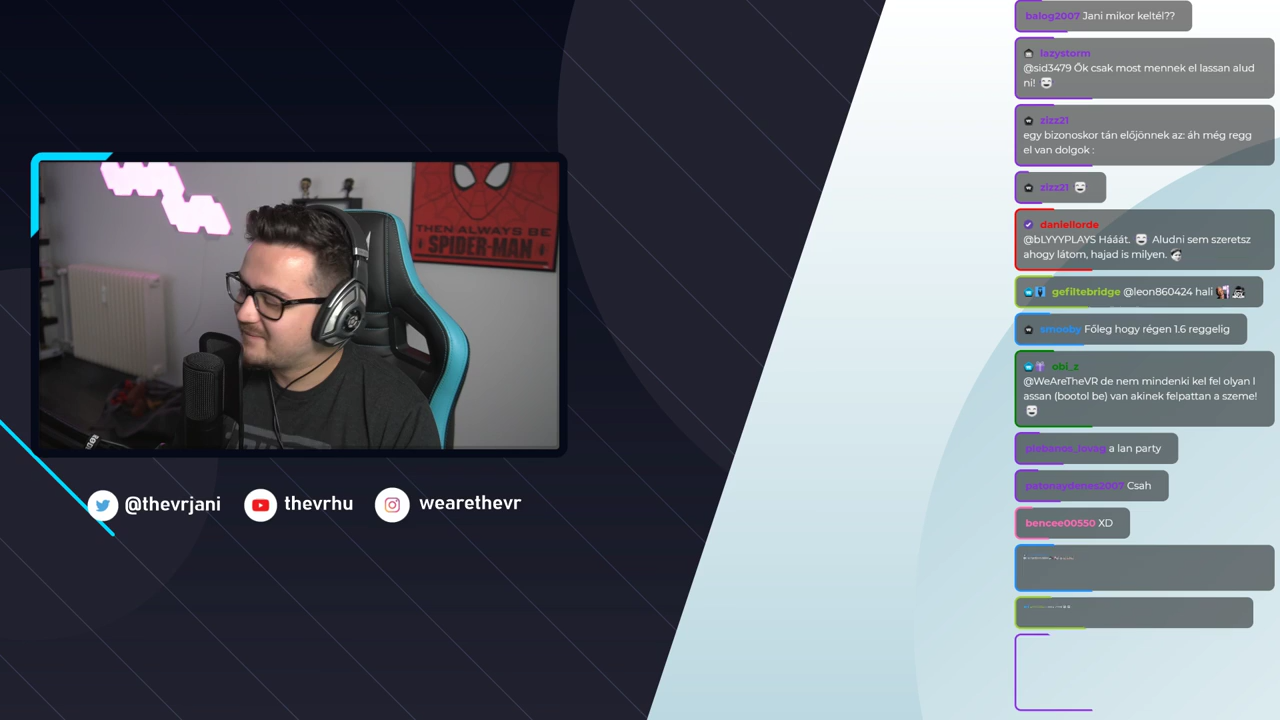 THEN ALWAYS BE
SPIDER-MAN
@thevrjani
thevrhu
wearethevr
balog2007 Jani mikor keltél??
lazystorm
@sid3479 Ők csak most mennek el lassan alud
ni!
zizz21
egy bizonoskor tán előjönnek az: áh még regg
el van dolgok :
zizz21
daniellorde
@bLYYYPLAYS Hááát. Aludni sem szeretsz
ahogy látom, hajad is milyen.
gefiltebridge @leon860424 hali
smooby Főleg hogy régen 1.6 reggelig
obi_z
@WeAreTheVR de nem mindenki kel fel olyan l
assan (bootol be) van akinek felpattan a szeme!
plebanos_lovag a lan party
patonaydenes2007 Csah
bencee00550 XD